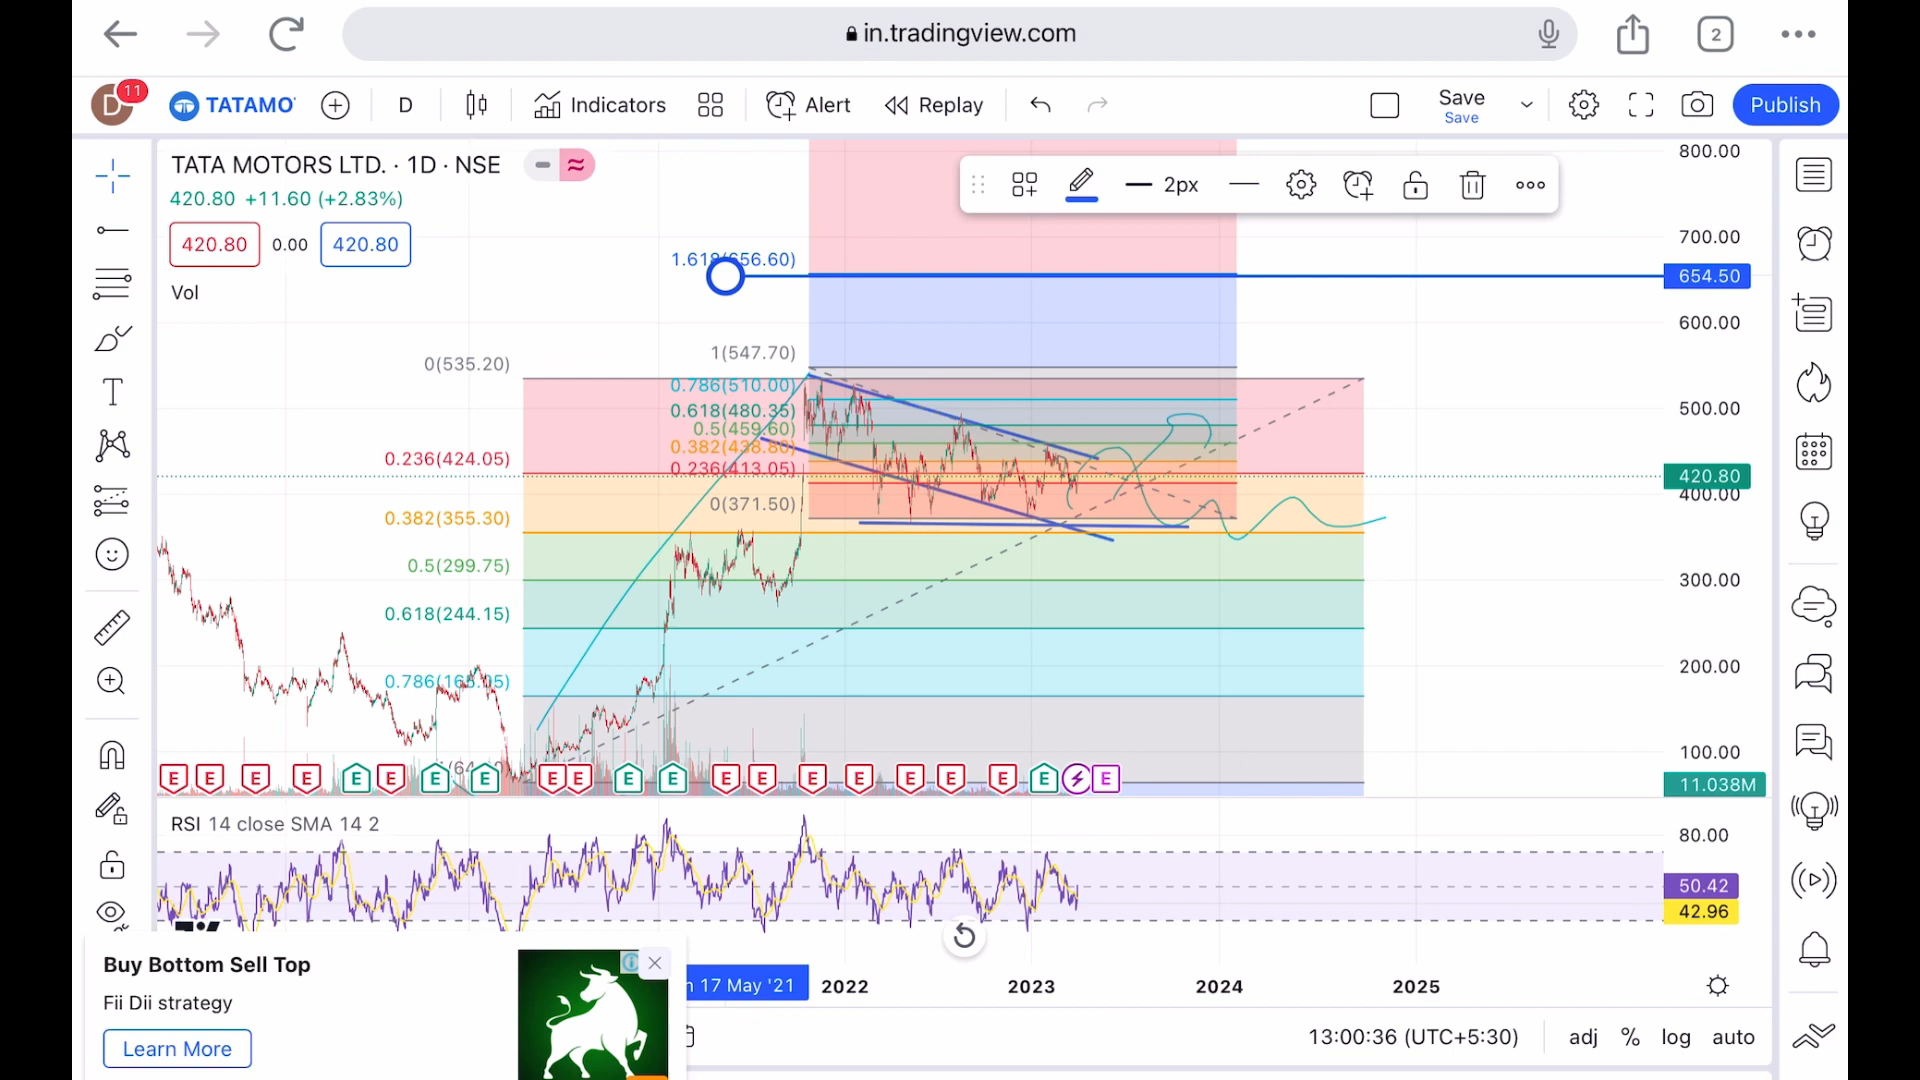 in.tradingview.com
2
D
11
TATAMO
D
Indicators
Alert
Replay
Save
Save
Publish
TATA MOTORS LTD. · 1D · NSE
420.80 +11.60 (+2.83%)
420.80
0.00
420.80
Vol
2px
800.00
700.00
654.50
600.00
500.00
420.80
400.00
300.00
200.00
100.00
11.038M
1.618(656.60)
1(547.70)
0.786(510.00)
0.618(480.35)
0.5(459.60)
0.382(438.80)
0.236(413.05)
0(371.50)
0(535.20)
0.236(424.05)
0.382(355.30)
0.5(299.75)
0.618(244.15)
E E E E E E E E E E E E E E E E E E E E
RSI 14 close SMA 14 2
80.00
50.42
42.96
17 May '21
2022
2023
2024
2025
Buy Bottom Sell Top
Fii Dii strategy
Learn More
13:00:36 (UTC+5:30)
adj
%
log
auto